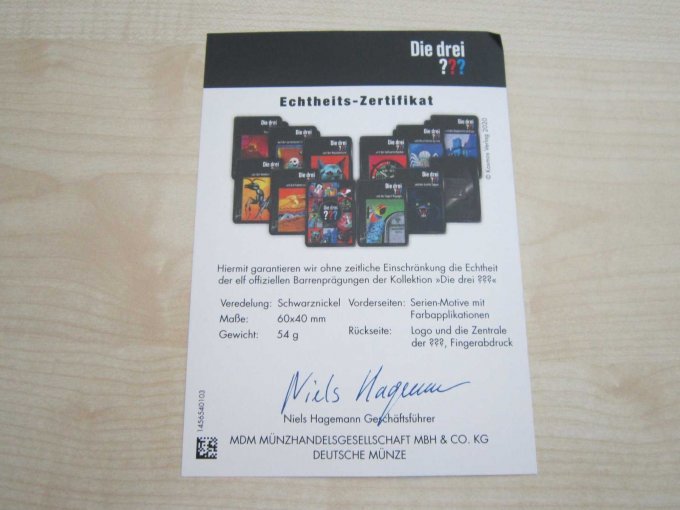 Die drei
???
Echtheits-Zertifikat
© Kosmos Verlag 2020
Die drei
???
Hiermit garantieren wir ohne zeitliche Einschränkung die Echtheit
der elf offiziellen Barrenprägungen der Kollektion »Die drei ???«
Veredelung: Schwarznickel
Maße: 60x40 mm
Gewicht: 54 g
Vorderseiten: Serien-Motive mit
Farbapplikationen
Rückseite: Logo und die Zentrale
der ???, Fingerabdruck
Niels Hagemann
Niels Hagemann Geschäftsführer
MDM MÜNZHANDELSGESELLSCHAFT MBH & CO. KG
DEUTSCHE MÜNZE
1456540103